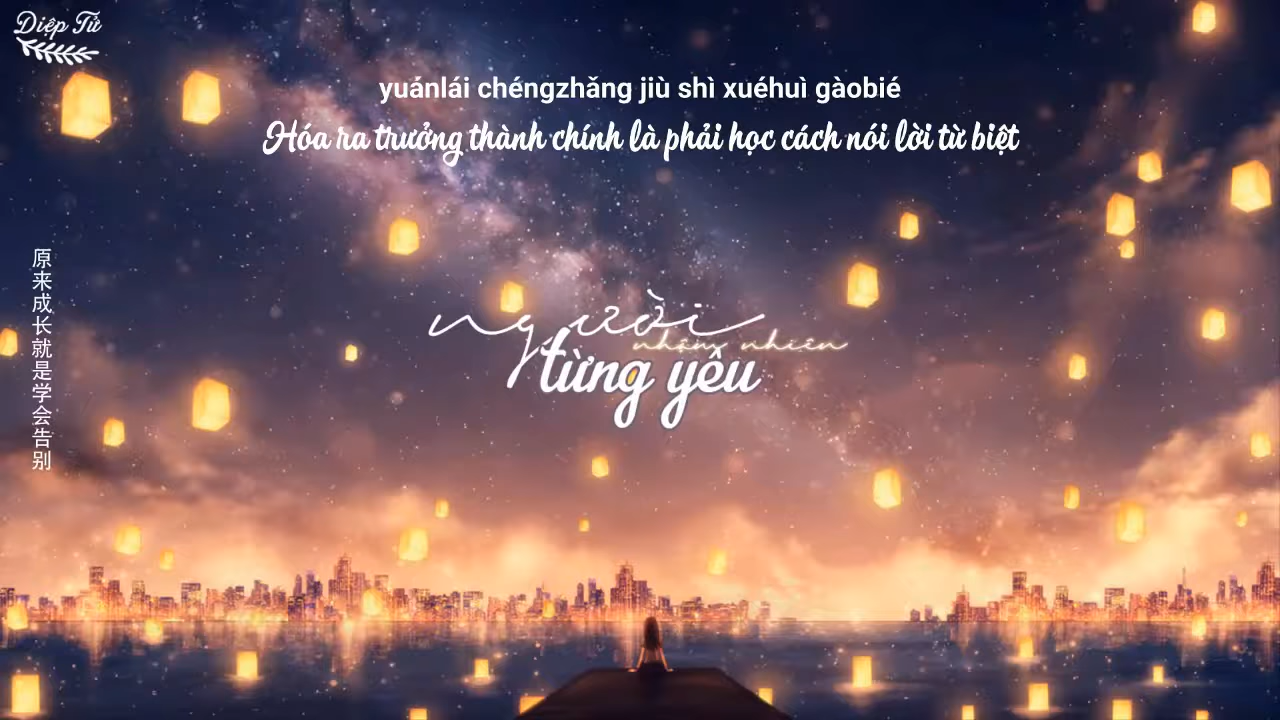 Diệp Tử
yuánlái chéngzhǎng jiù shì xuéhuì gàobié
Hóa ra trưởng thành chính là phải học cách nói lời từ biệt
原来成长就是学会告别
người
nhậm nhiên
từng yêu